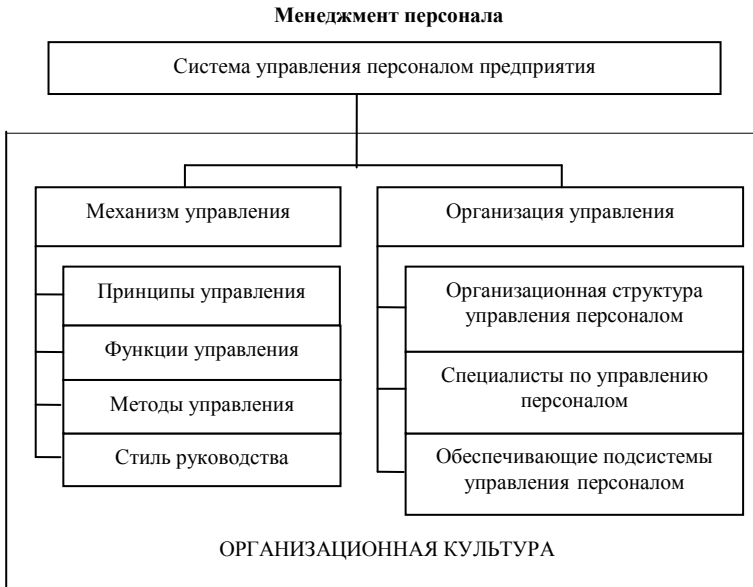 Менеджмент персонала
Система управления персоналом предприятия
Механизм управления
Принципы управления
Функции управления
Методы управления
Стиль руководства
Организация управления
Организационная структура
управления персоналом
Специалисты по управлению
персоналом
Обеспечивающие подсистемы
управления персоналом
ОРГАНИЗАЦИОННАЯ КУЛЬТУРА